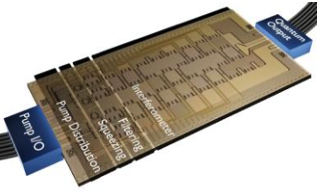 Quantum
Output
Interferometer
Filtering
Squeezing
Pump Distribution
Pump I/O